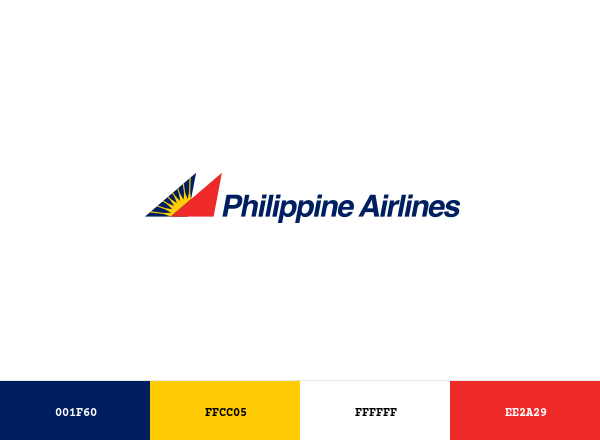 Philippine Airlines
001F60
FFCC05
FFFFFF
EE2A29